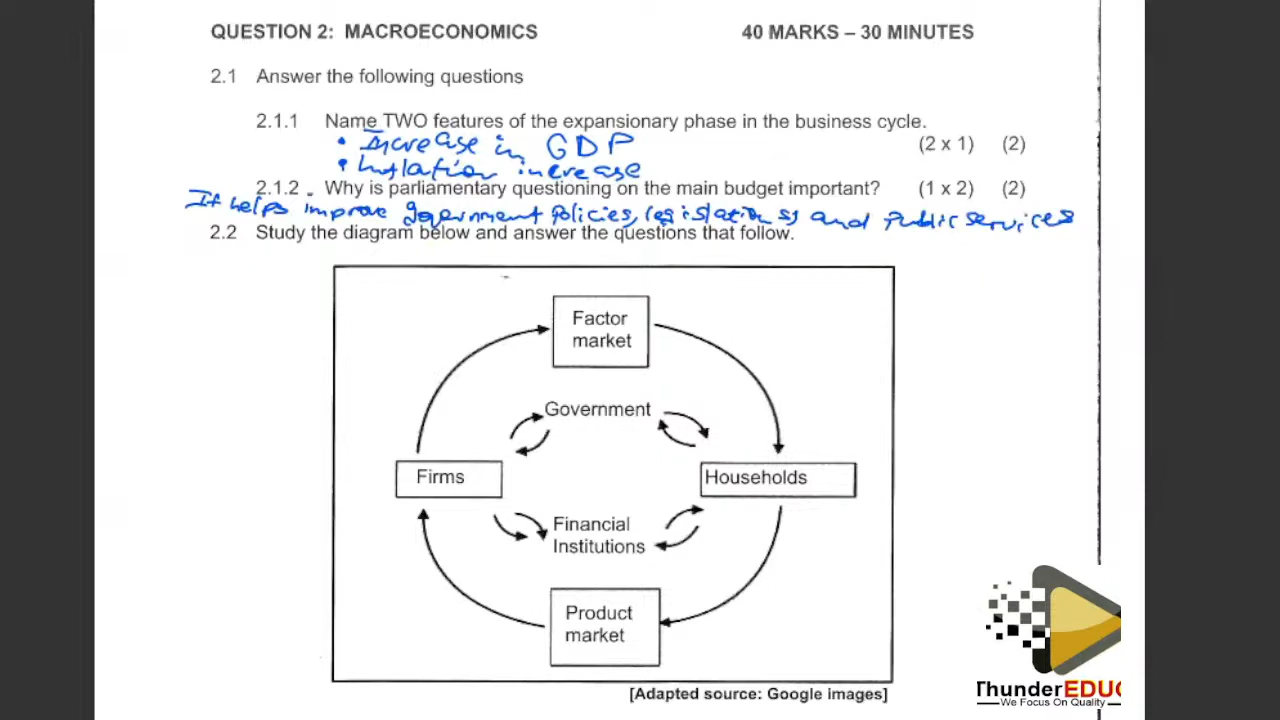 QUESTION 2: MACROECONOMICS 40 MARKS – 30 MINUTES
2.1 Answer the following questions
2.1.1 Name TWO features of the expansionary phase in the business cycle.
• Increase in GDP (2 x 1) (2)
• Inflation increase
2.1.2 Why is parliamentary questioning on the main budget important? (1 x 2) (2)
It helps improve government policies, legislations and public services
2.2 Study the diagram below and answer the questions that follow.
Factor
market
Government
Firms Households
Financial
Institutions
Product
market
[Adapted source: Google images]
ThunderEDUC
We Focus On Quality